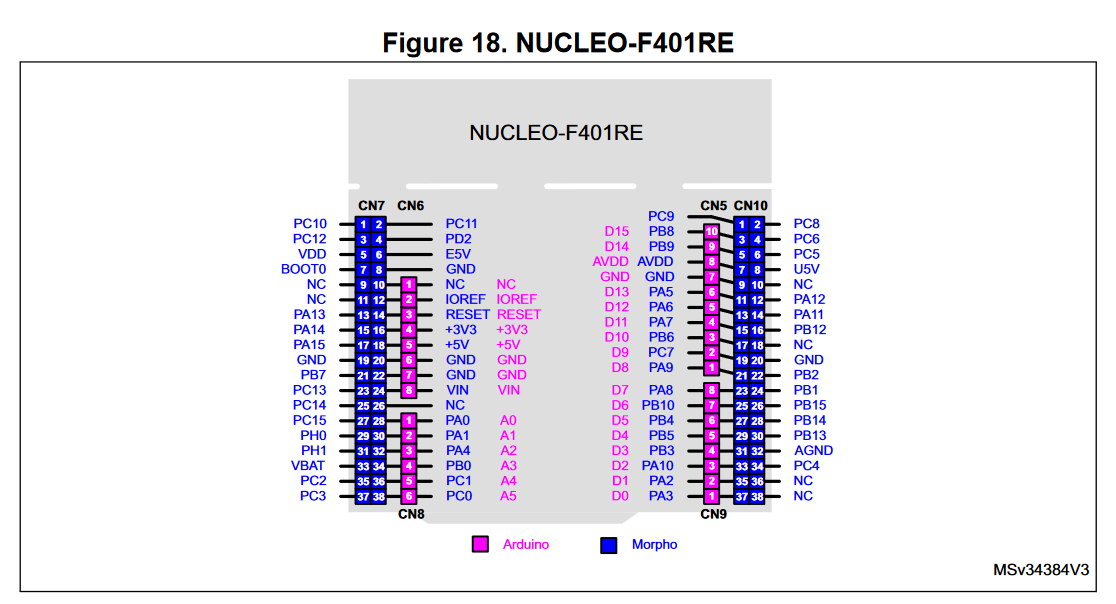 Figure 18. NUCLEO-F401RE
NUCLEO-F401RE
CN7 CN6 CN5 CN10
PC9
PC10 1 2 PC11 1 2 PC8
D15 PB8 10
PC12 3 4 PD2 3 4 PC6
D14 PB9 9
VDD 5 6 E5V 5 6 PC5
AVDD AVDD 8
BOOT0 7 8 GND 7 8 U5V
GND GND 7
NC 9 10 1 NC NC 9 10 NC
D13 PA5 6
NC 11 12 2 IOREF IOREF 11 12 PA12
D12 PA6 5
PA13 13 14 3 RESET RESET 13 14 PA11
D11 PA7 4
PA14 15 16 4 +3V3 +3V3 15 16 PB12
D10 PB6 3
PA15 17 18 5 +5V +5V 17 18 NC
D9 PC7 2
GND 19 20 6 GND GND 19 20 GND
D8 PA9 1
PB7 21 22 7 GND GND 21 22 PB2
PC13 23 24 8 VIN VIN D7 PA8 8 23 24 PB1
PC14 25 26 NC D6 PB10 7 25 26 PB15
PC15 27 28 1 PA0 A0 D5 PB4 6 27 28 PB14
PH0 29 30 2 PA1 A1 D4 PB5 5 29 30 PB13
PH1 31 32 3 PA4 A2 D3 PB3 4 31 32 AGND
VBAT 33 34 4 PB0 A3 D2 PA10 3 33 34 PC4
PC2 35 36 5 PC1 A4 D1 PA2 2 35 36 NC
PC3 37 38 6 PC0 A5 D0 PA3 1 37 38 NC
CN8 CN9
Arduino Morpho
MSv34384V3